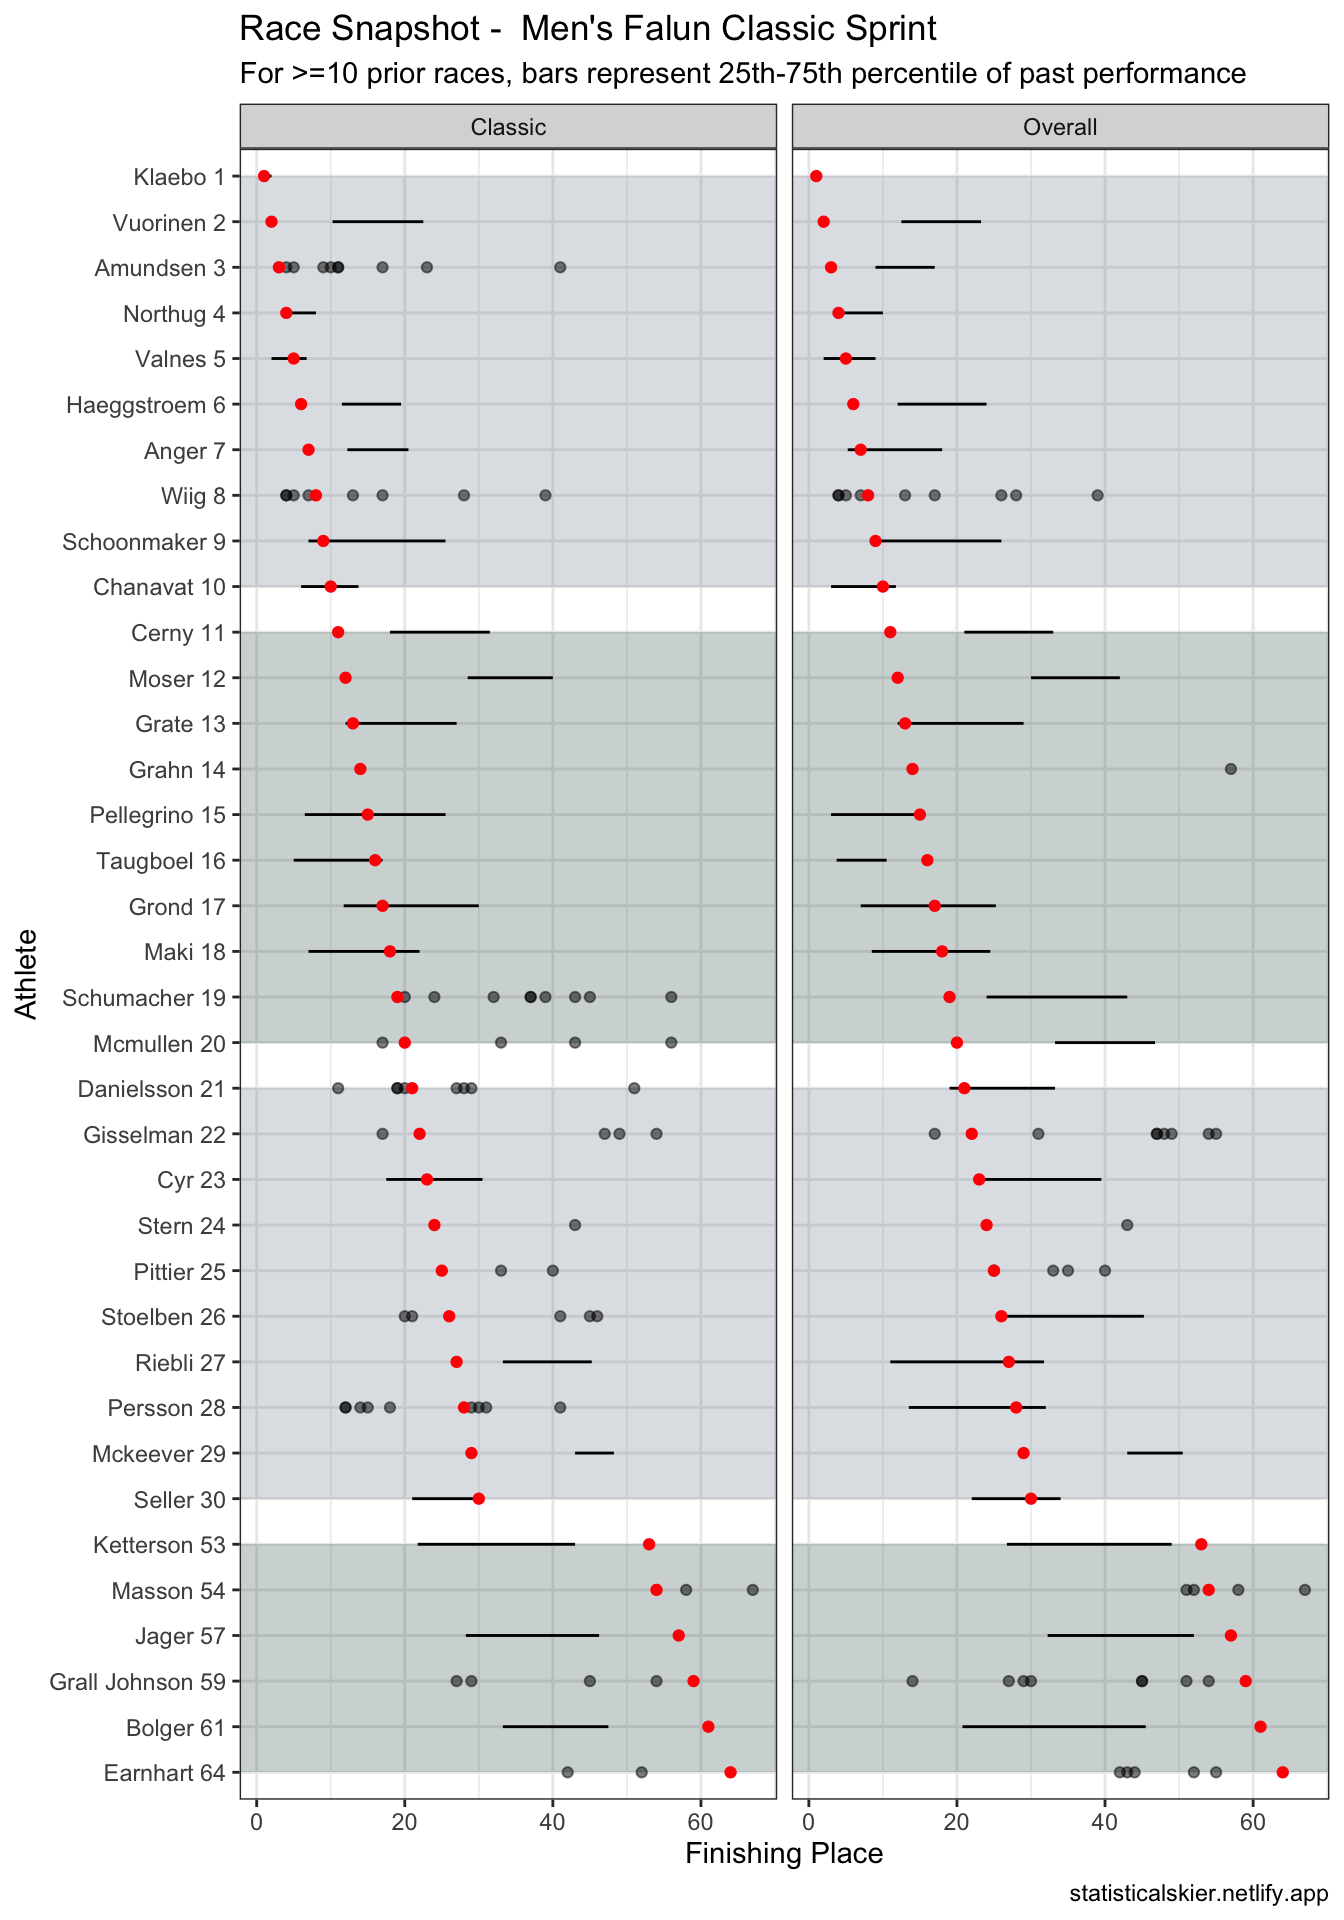 Race Snapshot -  Men's Falun Classic Sprint
For >=10 prior races, bars represent 25th-75th percentile of past performance
Classic
Overall
Klaebo 1
Vuorinen 2
Amundsen 3
Northug 4
Valnes 5
Haeggstroem 6
Anger 7
Wiig 8
Schoonmaker 9
Chanavat 10
Cerny 11
Moser 12
Grate 13
Grahn 14
Pellegrino 15
Taugboel 16
Grond 17
Maki 18
Schumacher 19
Mcmullen 20
Danielsson 21
Gisselman 22
Cyr 23
Stern 24
Pittier 25
Stoelben 26
Riebli 27
Persson 28
Mckeever 29
Seller 30
Ketterson 53
Masson 54
Jager 57
Grall Johnson 59
Bolger 61
Earnhart 64
Athlete
0 20 40 60
0 20 40 60
Finishing Place
statisticalskier.netlify.app